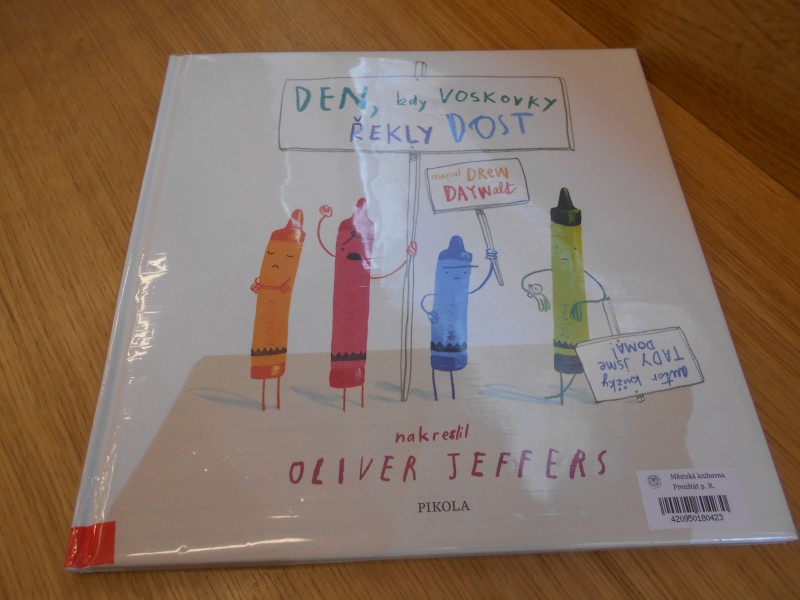 DEN, kdy VOSKOVKY
ŘEKLY DOST
napsal DREW
DAYWALT
autor knížky
TADY jsme
DOMA!
nakreslil
OLIVER JEFFERS
PIKOLA
Městská knihovna
Frenštát p. R.
420950180423